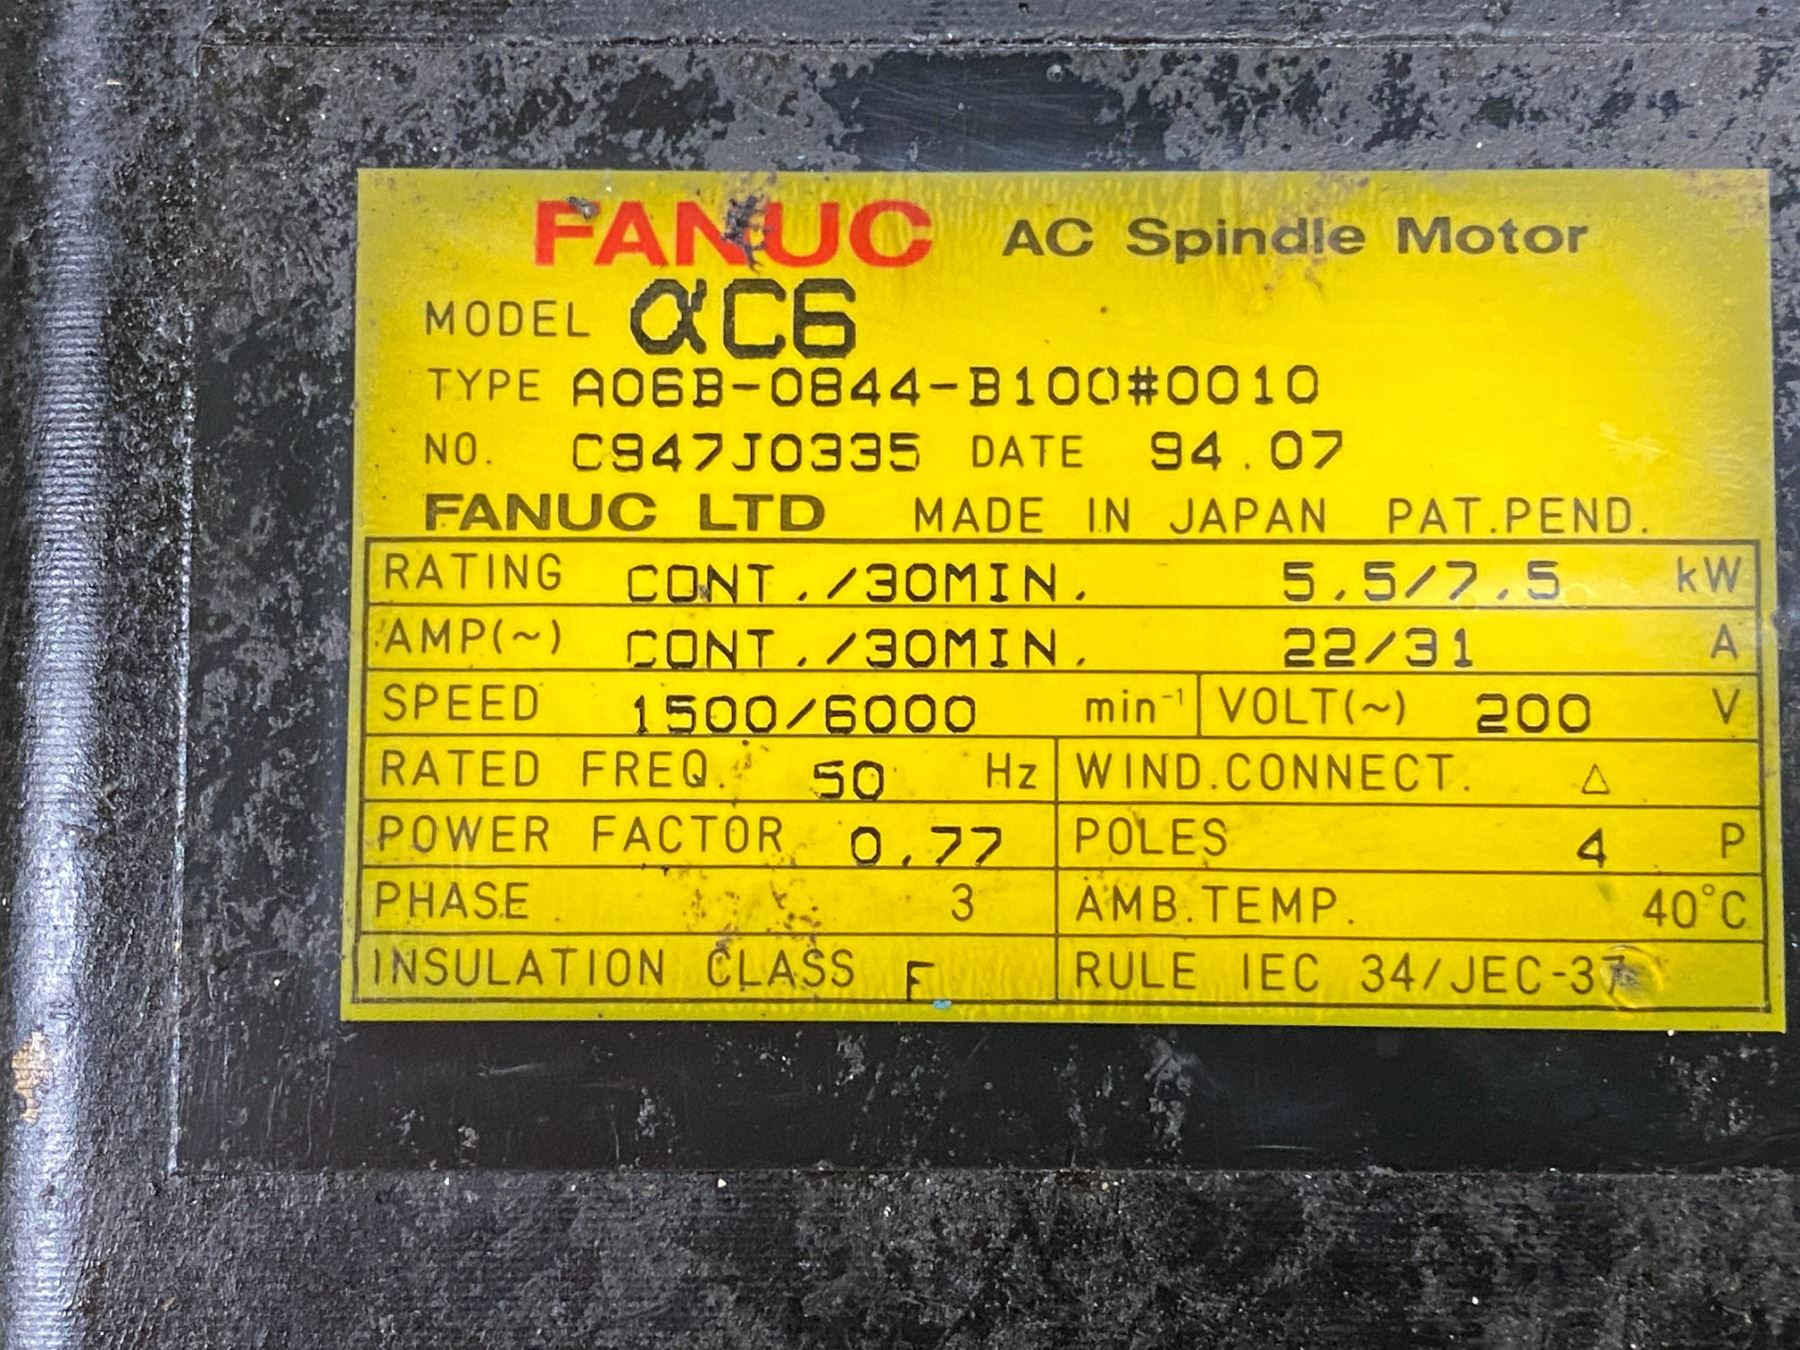 FANUC AC Spindle Motor
MODEL αC6
TYPE A06B-0844-B100#0010
NO. C947J0335 DATE 94.07
FANUC LTD MADE IN JAPAN PAT.PEND.
RATING CONT./30MIN. 5.5/7.5 kW
AMP(~) CONT./30MIN. 22/31 A
SPEED 1500/6000 min⁻¹ VOLT(~) 200 V
RATED FREQ. 50 Hz WIND.CONNECT. △
POWER FACTOR 0.77 POLES 4 P
PHASE 3 AMB.TEMP. 40°C
INSULATION CLASS F RULE IEC 34/JEC-37